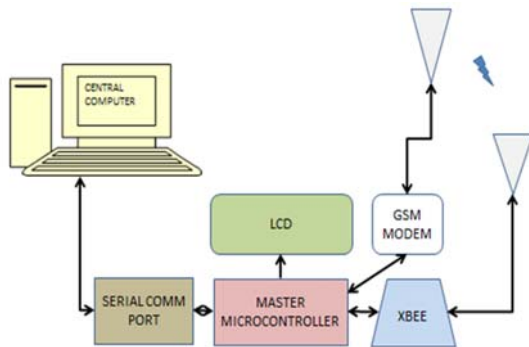 CENTRAL
COMPUTER
LCD
GSM
MODEM
SERIAL COMM
PORT
MASTER
MICROCONTROLLER
XBEE